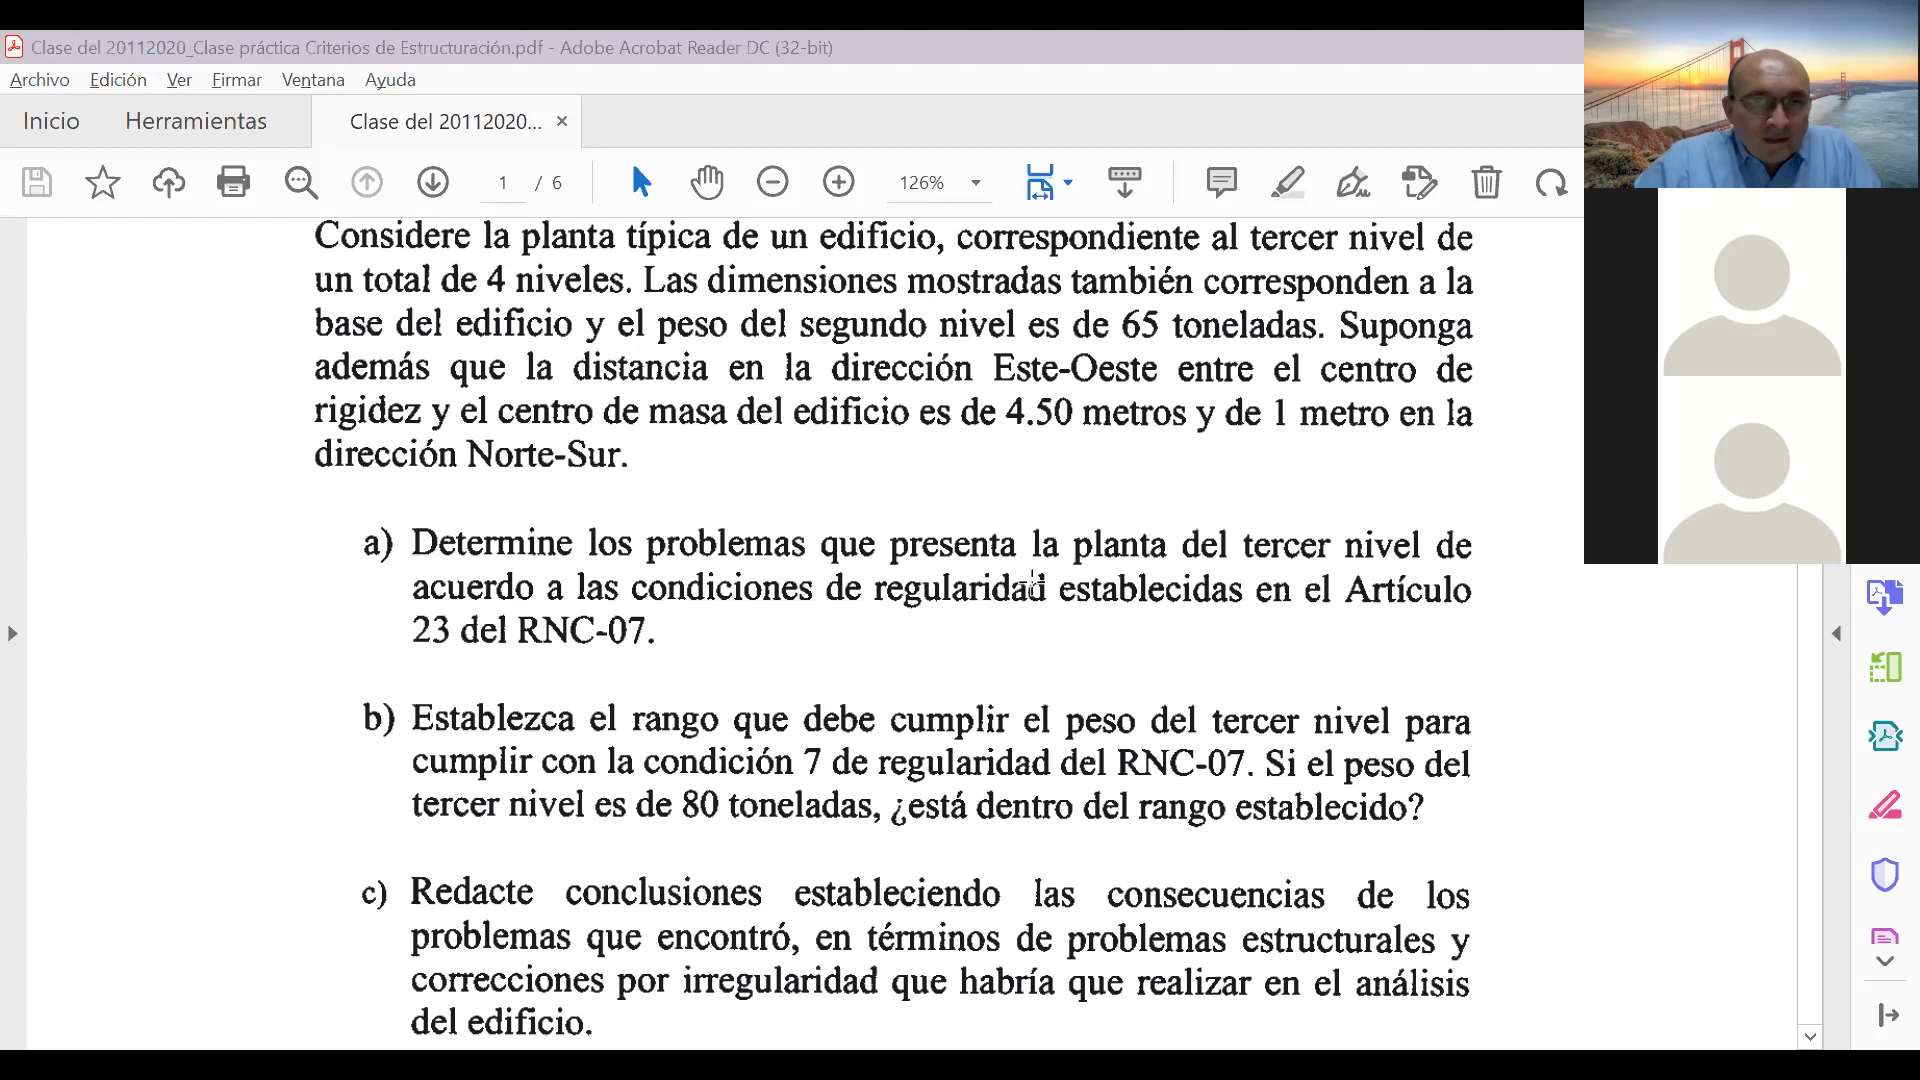 Clase del 20112020_Clase práctica Criterios de Estructuración.pdf - Adobe Acrobat Reader DC (32-bit)
Archivo Edición Ver Firmar Ventana Ayuda
Inicio Herramientas Clase del 20112020... ×
1 / 6 126%
Considere la planta típica de un edificio, correspondiente al tercer nivel de
un total de 4 niveles. Las dimensiones mostradas también corresponden a la
base del edificio y el peso del segundo nivel es de 65 toneladas. Suponga
además que la distancia en la dirección Este-Oeste entre el centro de
rigidez y el centro de masa del edificio es de 4.50 metros y de 1 metro en la
dirección Norte-Sur.
a) Determine los problemas que presenta la planta del tercer nivel de
acuerdo a las condiciones de regularidad establecidas en el Artículo
23 del RNC-07.
b) Establezca el rango que debe cumplir el peso del tercer nivel para
cumplir con la condición 7 de regularidad del RNC-07. Si el peso del
tercer nivel es de 80 toneladas, ¿está dentro del rango establecido?
c) Redacte conclusiones estableciendo las consecuencias de los
problemas que encontró, en términos de problemas estructurales y
correcciones por irregularidad que habría que realizar en el análisis
del edificio.